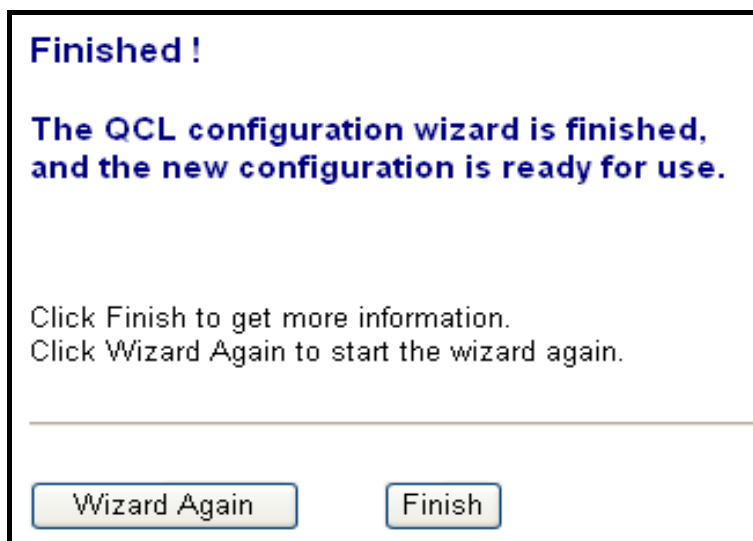 Finished !
The QCL configuration wizard is finished,
and the new configuration is ready for use.
Click Finish to get more information.
Click Wizard Again to start the wizard again.
Wizard Again
Finish